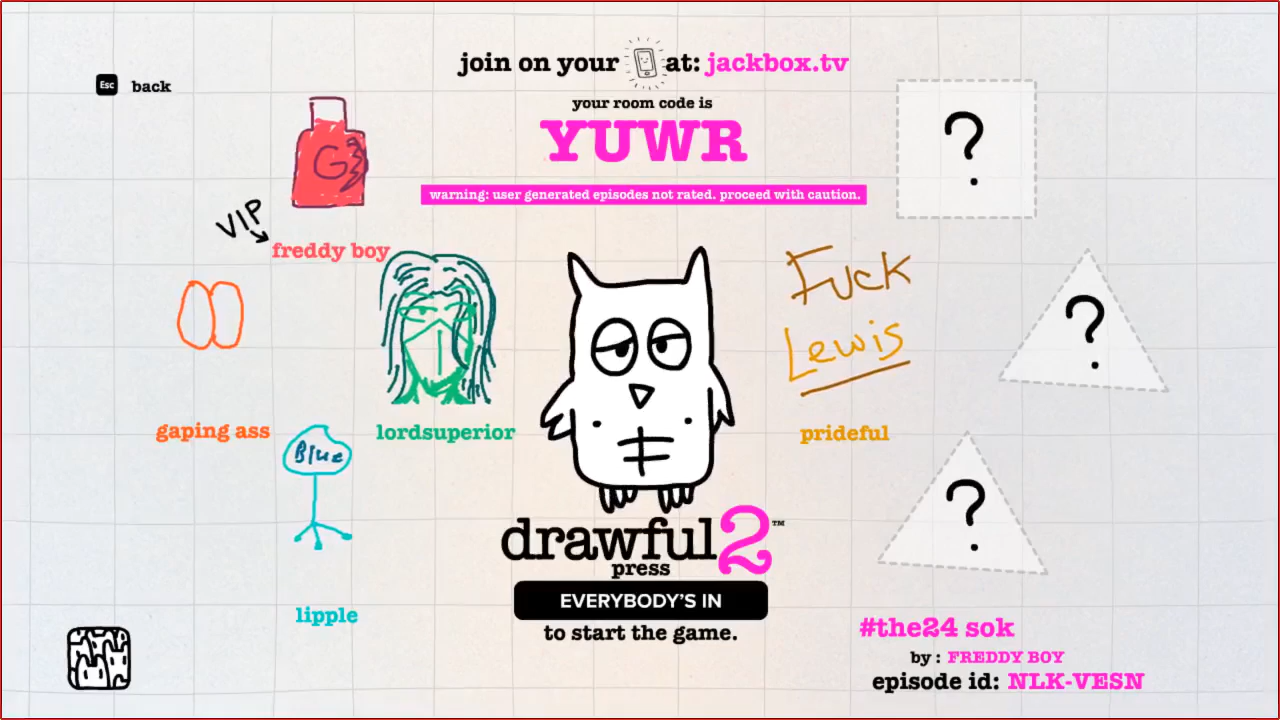 join on your at: jackbox.tv
Esc back
your room code is
YUWR
warning: user generated episodes not rated. proceed with caution.
G
VIP
freddy boy
Fuck
Lewis
gaping ass
lordsuperior
prideful
Blue
lipple
drawful 2™
press
EVERYBODY'S IN
to start the game.
#the24 sok
by : FREDDY BOY
episode id: NLK-VESN
?
?
?